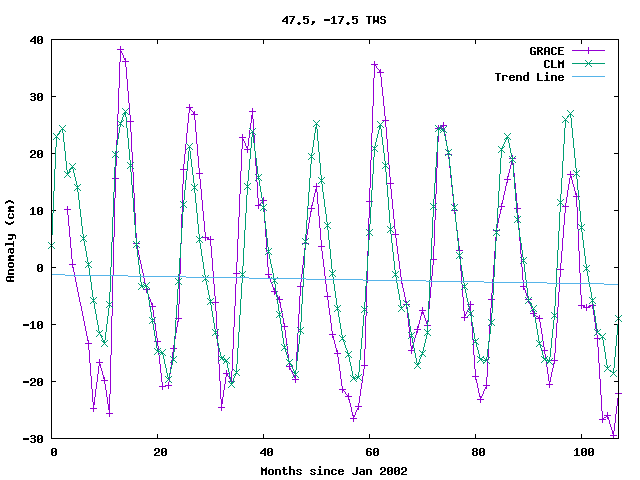 47.5, -17.5 TWS
GRACE
CLM
Trend Line
40
30
20
10
0
-10
-20
-30
Anomaly (cm)
0 20 40 60 80 100
Months since Jan 2002